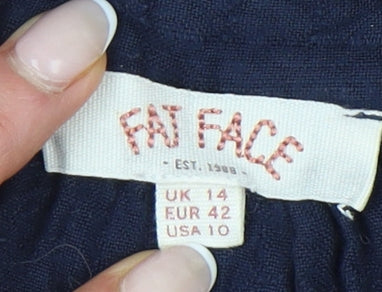 FAT FACE
- EST. 1988 -
UK 14
EUR 42
USA 10